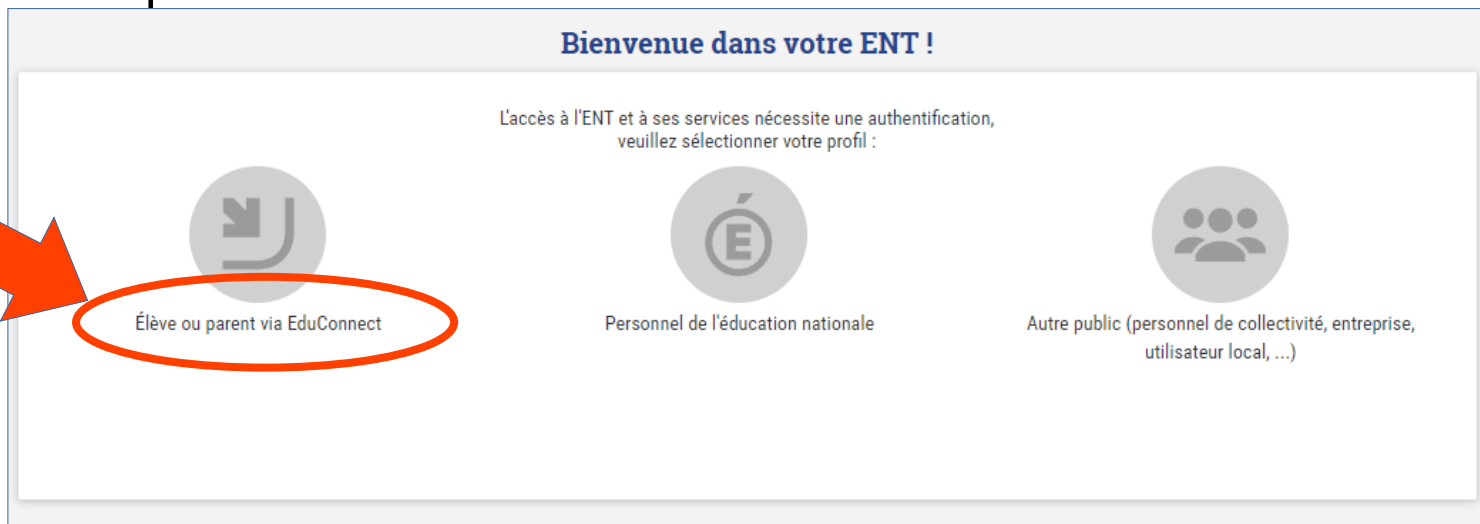 Bienvenue dans votre ENT !
L'accès à l'ENT et à ses services nécessite une authentification,
veuillez sélectionner votre profil :
É
Élève ou parent via EduConnect
Personnel de l'éducation nationale
Autre public (personnel de collectivité, entreprise,
utilisateur local, ...)